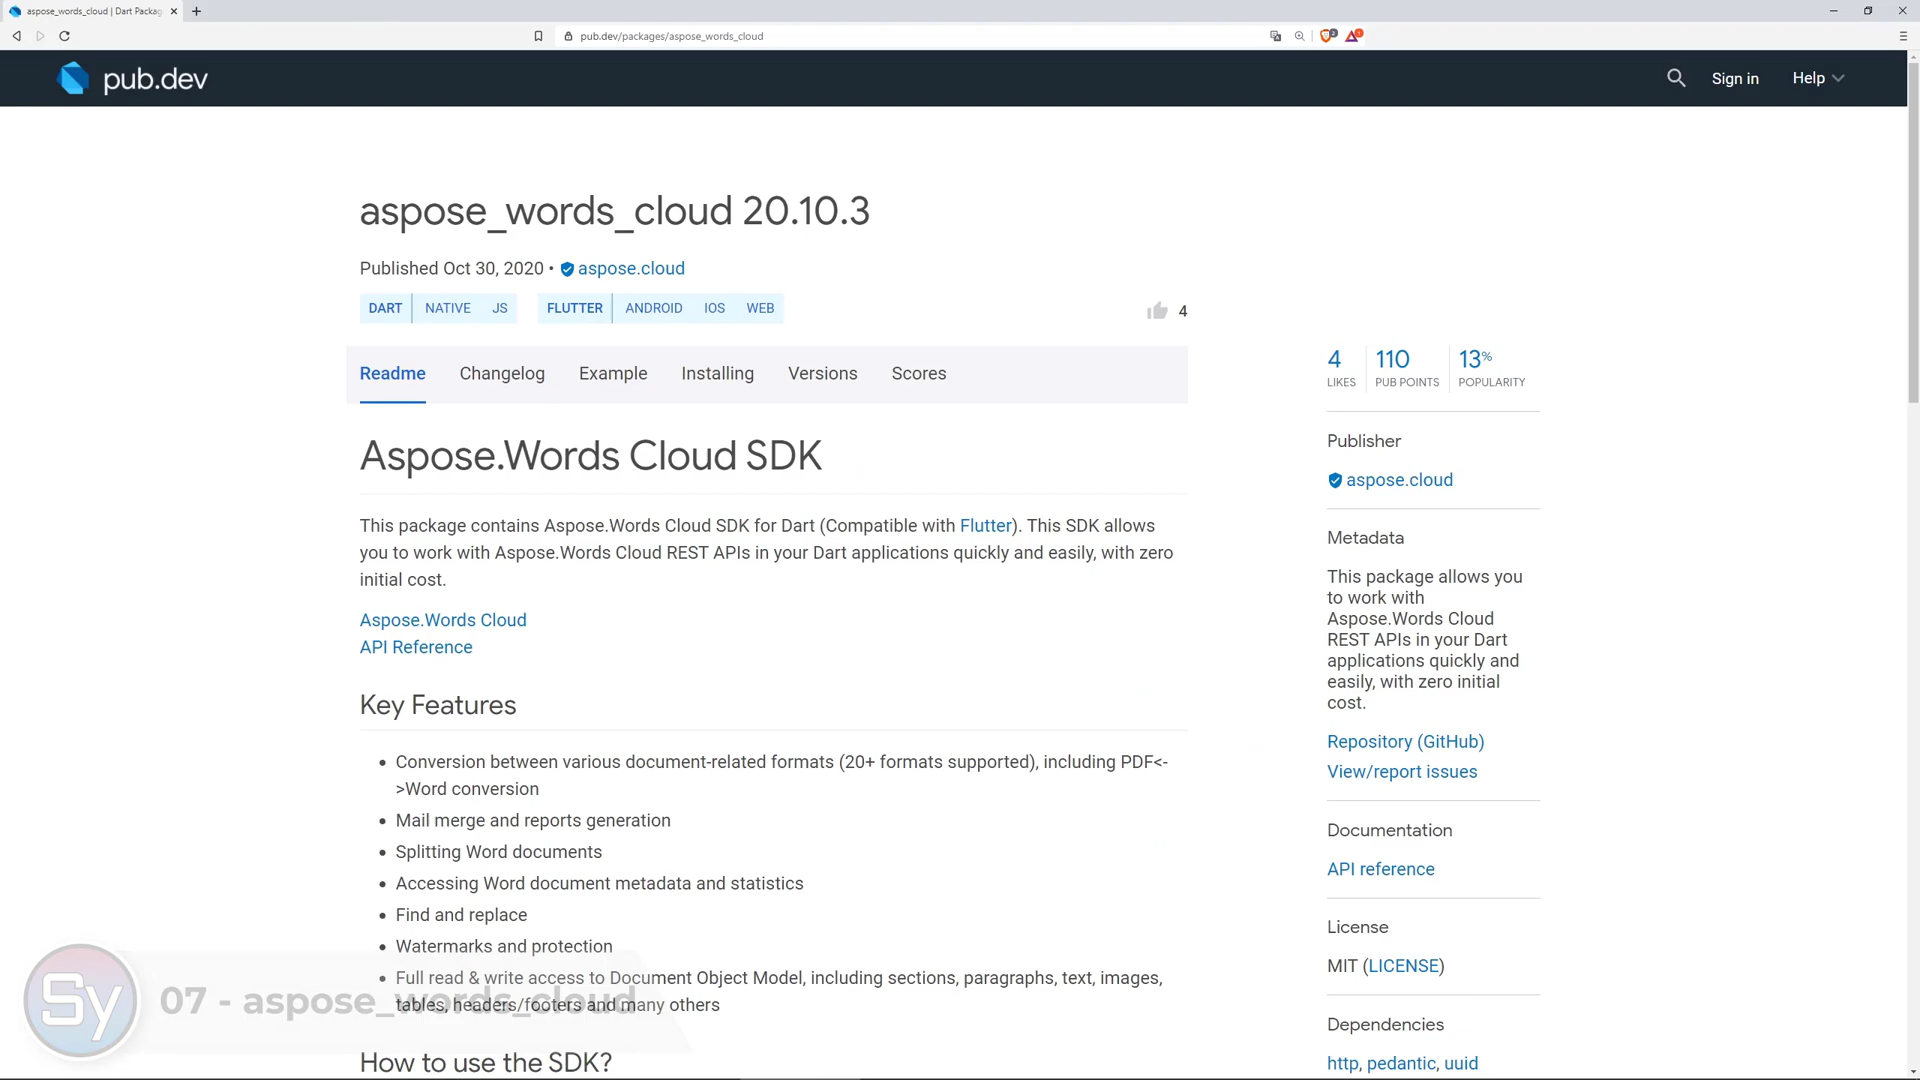 aspose_words_cloud | Dart Packag
pub.dev/packages/aspose_words_cloud
2
1
pub.dev
Sign in
Help
aspose_words_cloud 20.10.3
Published Oct 30, 2020 • aspose.cloud
DART NATIVE JS FLUTTER ANDROID IOS WEB
4
Readme Changelog Example Installing Versions Scores
Aspose.Words Cloud SDK
This package contains Aspose.Words Cloud SDK for Dart (Compatible with Flutter). This SDK allows
you to work with Aspose.Words Cloud REST APIs in your Dart applications quickly and easily, with zero
initial cost.
Aspose.Words Cloud
API Reference
Key Features
• Conversion between various document-related formats (20+ formats supported), including PDF<-
>Word conversion
• Mail merge and reports generation
• Splitting Word documents
• Accessing Word document metadata and statistics
• Find and replace
• Watermarks and protection
• Full read & write access to Document Object Model, including sections, paragraphs, text, images,
tables, headers/footers and many others
How to use the SDK?
4 110 13%
LIKES PUB POINTS POPULARITY
Publisher
aspose.cloud
Metadata
This package allows you
to work with
Aspose.Words Cloud
REST APIs in your Dart
applications quickly and
easily, with zero initial
cost.
Repository (GitHub)
View/report issues
Documentation
API reference
License
MIT (LICENSE)
Dependencies
http, pedantic, uuid
Sy
07 - aspose_words_cloud